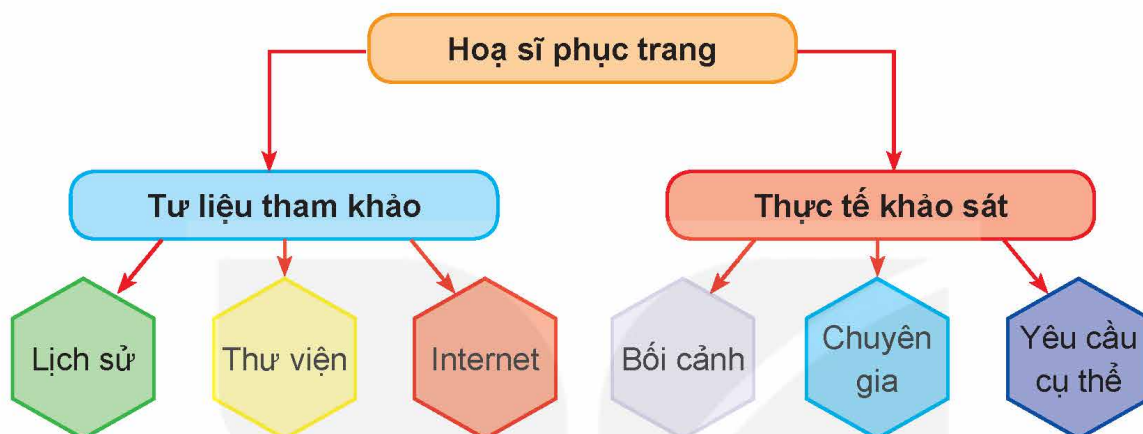 Hoạ sĩ phục trang
Tư liệu tham khảo
Thực tế khảo sát
Lịch sử
Thư viện
Internet
Bối cảnh
Chuyên
gia
Yêu cầu
cụ thể